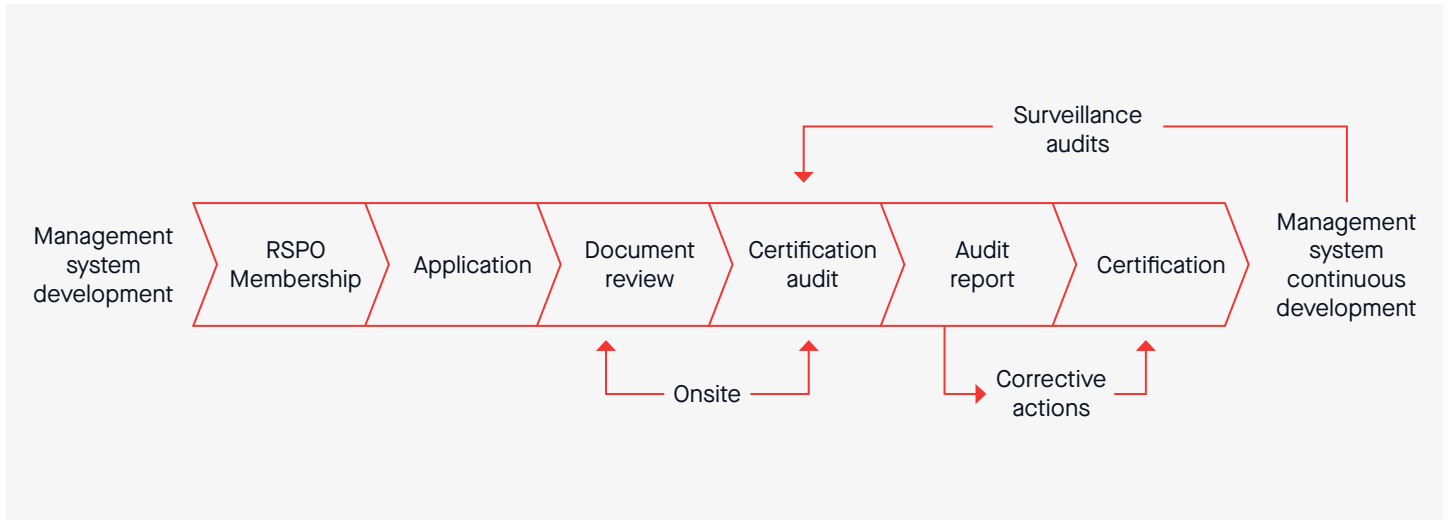 Surveillance
audits
Management
system
development
RSPO
Membership
Application
Document
review
Certification
audit
Audit
report
Certification
Management
system
continuous
development
Onsite
Corrective
actions